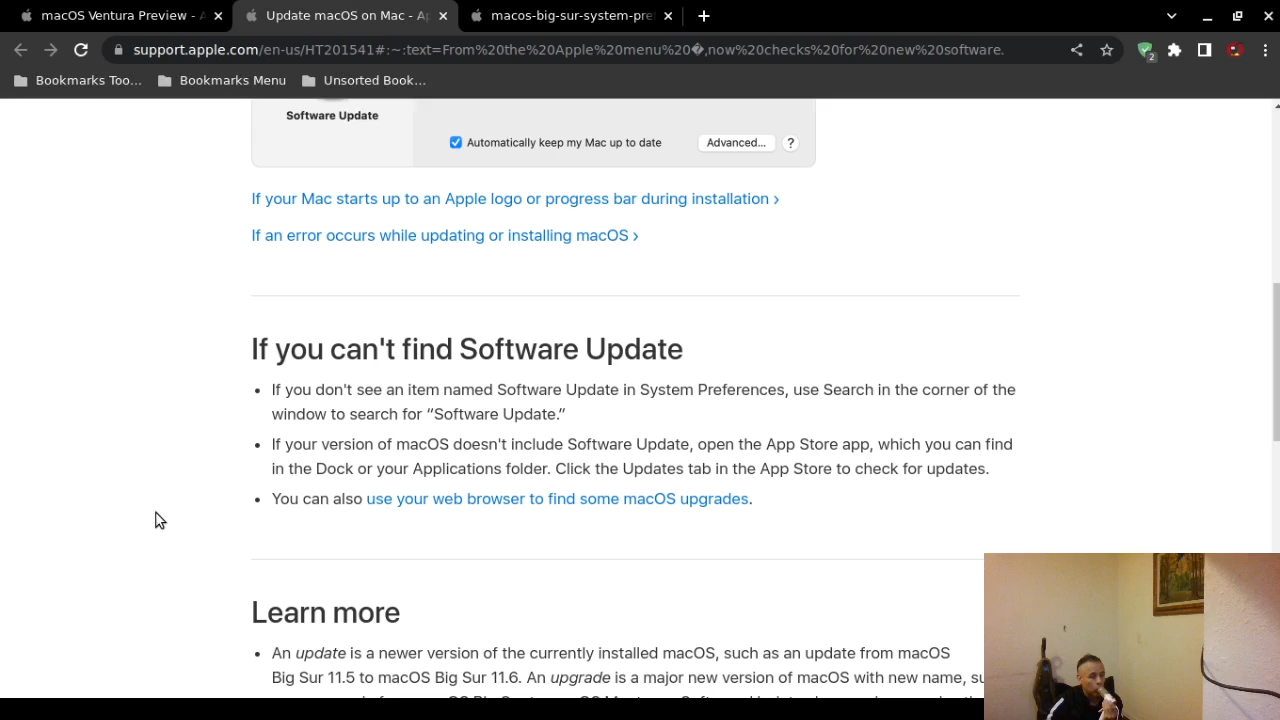 macOS Ventura Preview - A
Update macOS on Mac - Ap
macos-big-sur-system-pre
support.apple.com/en-us/HT201541#:~:text=From%20the%20Apple%20menu%20�,now%20checks%20for%20new%20software.
2
Bookmarks Too...
Bookmarks Menu
Unsorted Book...
Software Update
Automatically keep my Mac up to date
Advanced...
?
If your Mac starts up to an Apple logo or progress bar during installation ›
If an error occurs while updating or installing macOS ›
If you can't find Software Update
• If you don't see an item named Software Update in System Preferences, use Search in the corner of the
window to search for “Software Update.”
• If your version of macOS doesn't include Software Update, open the App Store app, which you can find
in the Dock or your Applications folder. Click the Updates tab in the App Store to check for updates.
• You can also use your web browser to find some macOS upgrades.
Learn more
• An update is a newer version of the currently installed macOS, such as an update from macOS
Big Sur 11.5 to macOS Big Sur 11.6. An upgrade is a major new version of macOS with new name, su